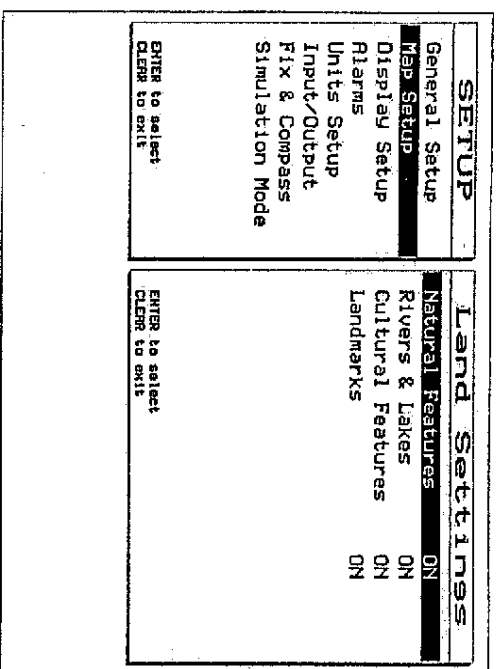 SETUP
General Setup
Map Setup
Display Setup
Alarms
Units Setup
Input/Output
Fix & Compass
Simulation Mode
ENTER to select
CLEAR to exit
Land Settings
Natural Features ON
Rivers & Lakes ON
Cultural Features ON
Landmarks ON
ENTER to select
CLEAR to exit